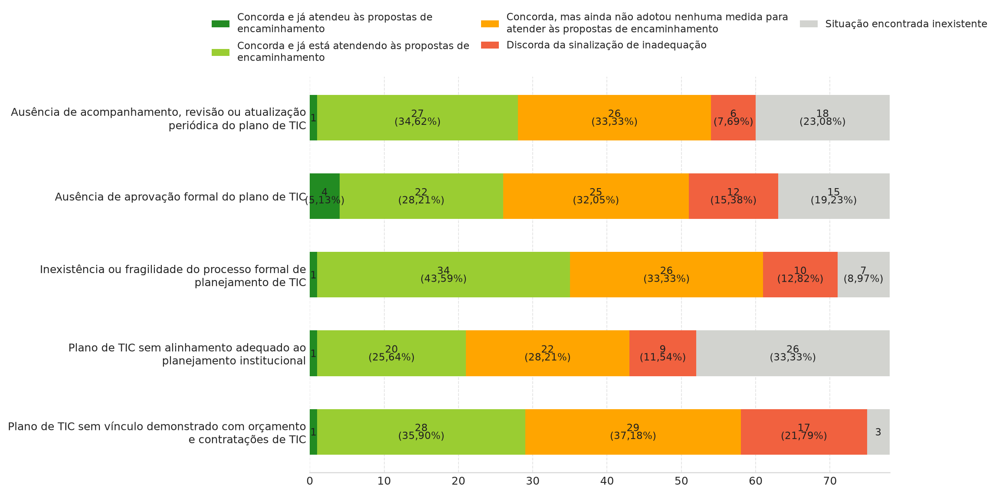 Concorda e já atendeu às propostas de
encaminhamento
Concorda e já está atendendo às propostas de
encaminhamento
Concorda, mas ainda não adotou nenhuma medida para
atender às propostas de encaminhamento
Discorda da sinalização de inadequação
Situação encontrada inexistente
Ausência de acompanhamento, revisão ou atualização
periódica do plano de TIC
1
27
(34,62%)
26
(33,33%)
6
(7,69%)
18
(23,08%)
Ausência de aprovação formal do plano de TIC
4
(5,13%)
22
(28,21%)
25
(32,05%)
12
(15,38%)
15
(19,23%)
Inexistência ou fragilidade do processo formal de
planejamento de TIC
1
34
(43,59%)
26
(33,33%)
10
(12,82%)
7
(8,97%)
Plano de TIC sem alinhamento adequado ao
planejamento institucional
1
20
(25,64%)
22
(28,21%)
9
(11,54%)
26
(33,33%)
Plano de TIC sem vínculo demonstrado com orçamento
e contratações de TIC
1
28
(35,90%)
29
(37,18%)
17
(21,79%)
3
0 10 20 30 40 50 60 70